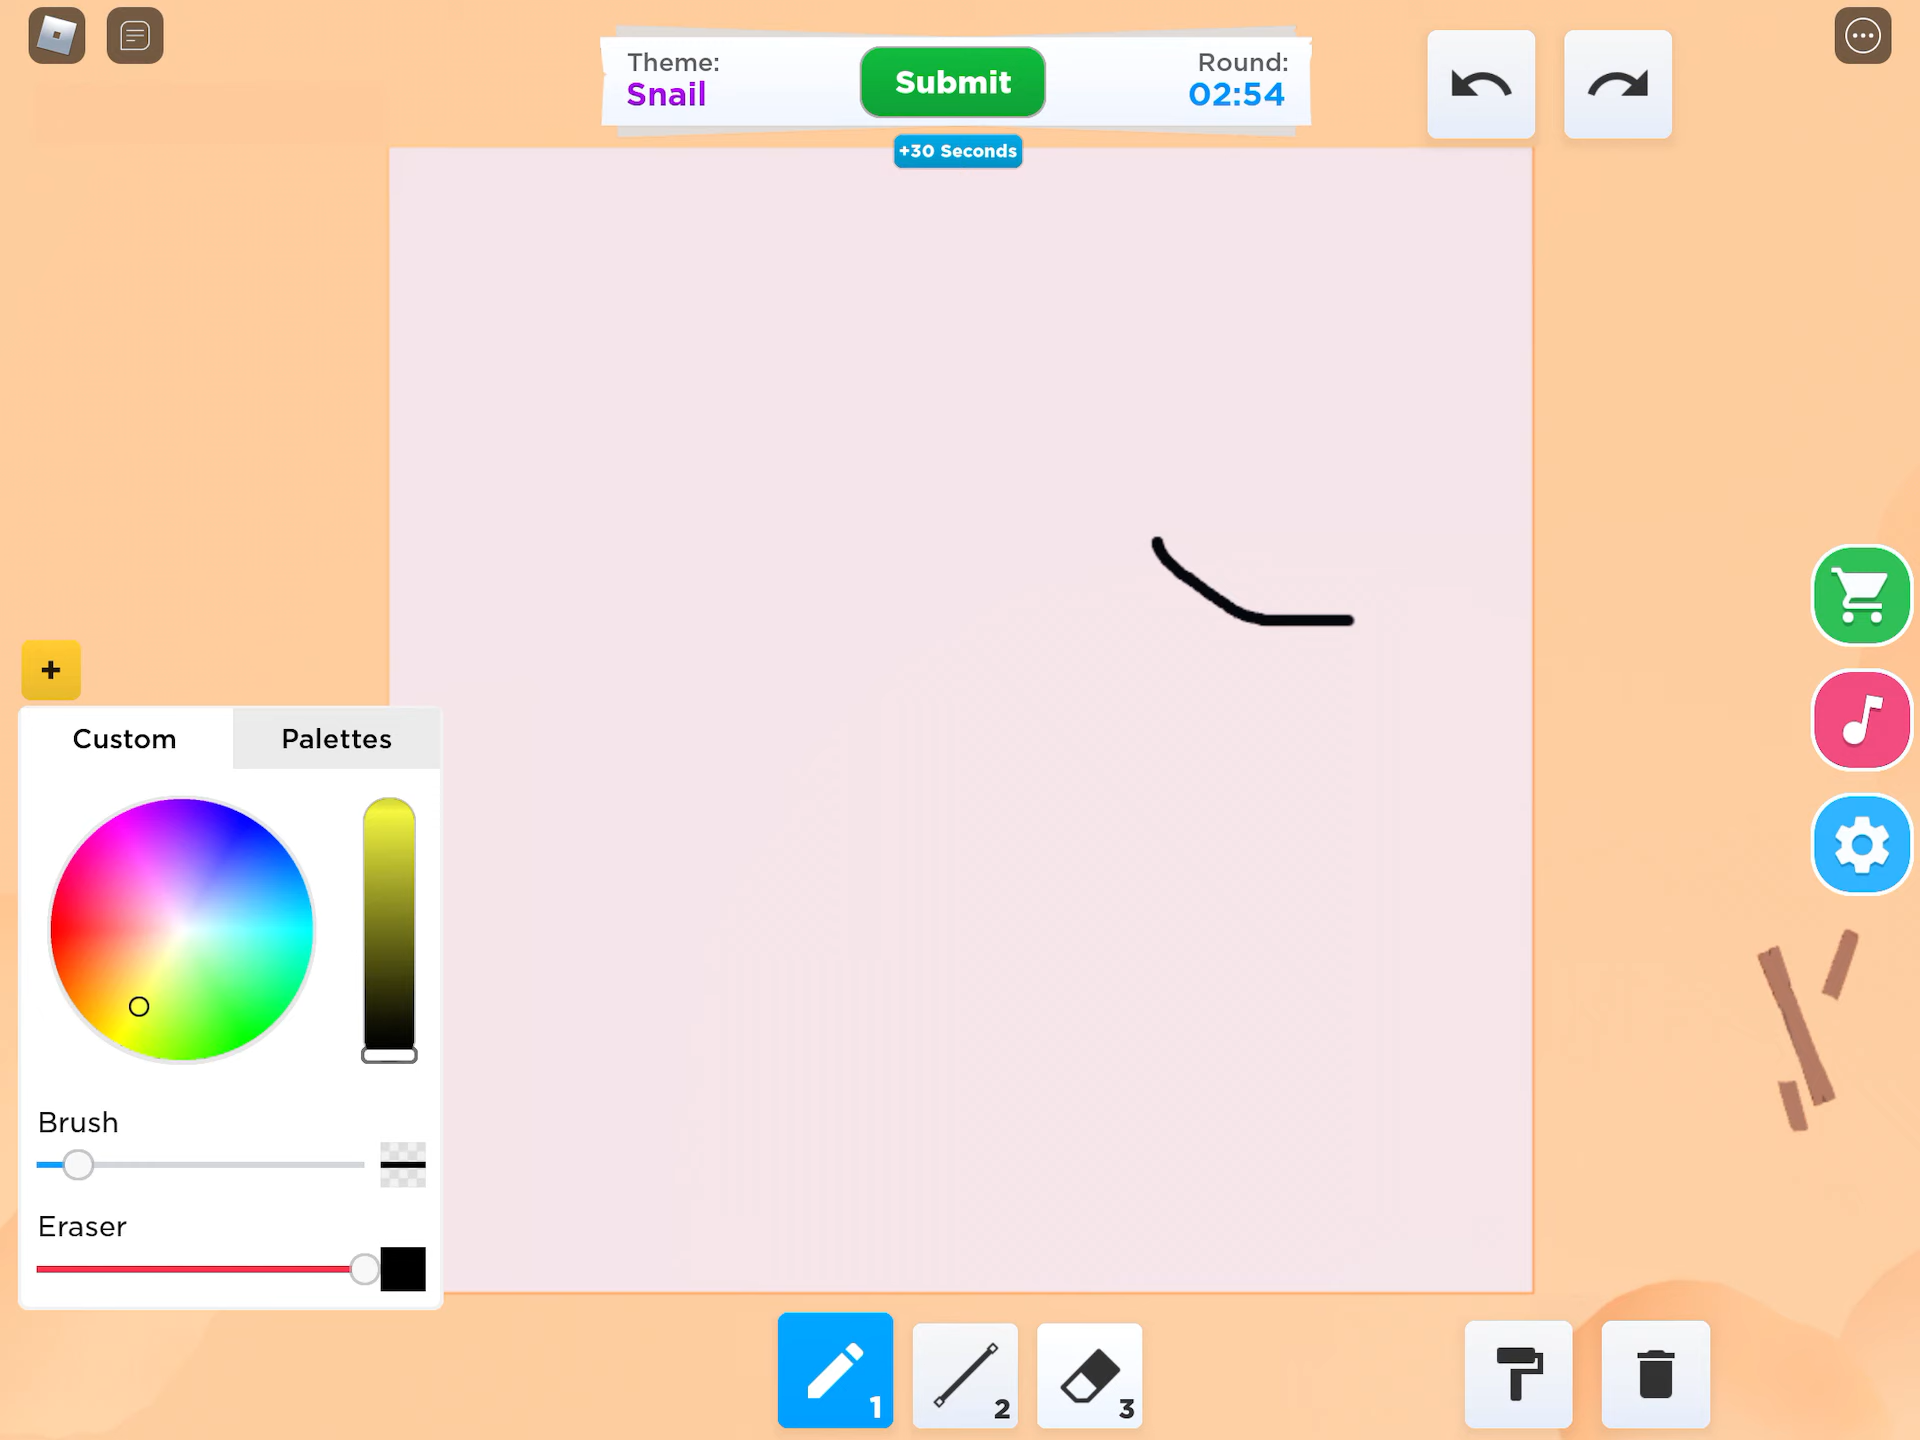 Theme:
Snail
Submit
Round:
02:54
+30 Seconds
+
Custom
Palettes
Brush
Eraser
1
2
3